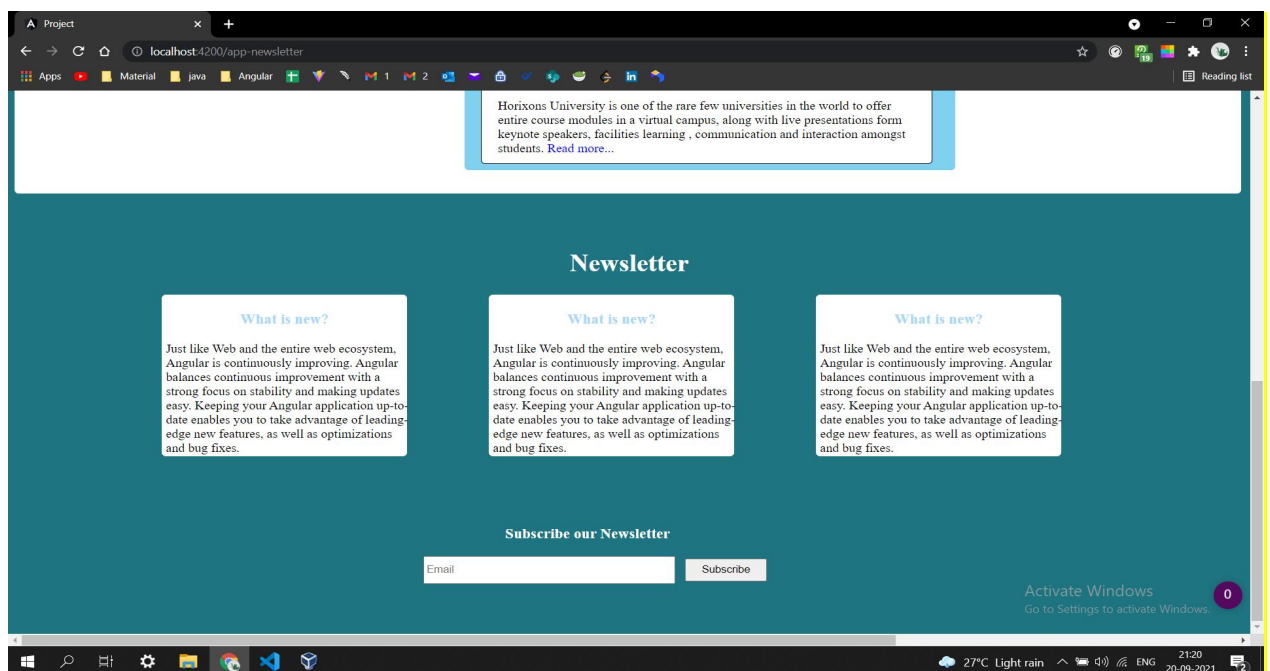 Project
localhost:4200/app-newsletter
Apps Material java Angular M 1 M 2 Reading list
19
Horixons University is one of the rare few universities in the world to offer
entire course modules in a virtual campus, along with live presentations form
keynote speakers, facilities learning , communication and interaction amongst
students. Read more...
Newsletter
What is new?
Just like Web and the entire web ecosystem,
Angular is continuously improving. Angular
balances continuous improvement with a
strong focus on stability and making updates
easy. Keeping your Angular application up-to-
date enables you to take advantage of leading-
edge new features, as well as optimizations
and bug fixes.
What is new?
Just like Web and the entire web ecosystem,
Angular is continuously improving. Angular
balances continuous improvement with a
strong focus on stability and making updates
easy. Keeping your Angular application up-to-
date enables you to take advantage of leading-
edge new features, as well as optimizations
and bug fixes.
What is new?
Just like Web and the entire web ecosystem,
Angular is continuously improving. Angular
balances continuous improvement with a
strong focus on stability and making updates
easy. Keeping your Angular application up-to-
date enables you to take advantage of leading-
edge new features, as well as optimizations
and bug fixes.
Subscribe our Newsletter
Email Subscribe
Activate Windows
Go to Settings to activate Windows.
0
27°C Light rain ENG
21:20
20-09-2021
2